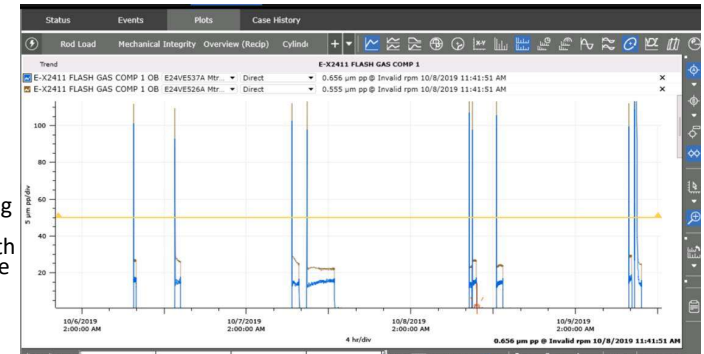 Status Events Plots Case History
Rod Load Mechanical Integrity Overview (Recip) Cylind
Trend E-X2411 FLASH GAS COMP 1
E-X2411 FLASH GAS COMP 1 OB E24VE537A Mtr... Direct 0.656 µm pp @ Invalid rpm 10/8/2019 11:41:51 AM
E-X2411 FLASH GAS COMP 1 OB E24VE526A Mtr... Direct 0.555 µm pp @ Invalid rpm 10/8/2019 11:41:51 AM
100
80
60
40
20
5 µm pp/div
10/6/2019 10/7/2019 10/8/2019 10/9/2019
2:00:00 AM 2:00:00 AM 2:00:00 AM 2:00:00 AM
4 hr/div
0.656 µm pp @ Invalid rpm 10/8/2019 11:41:51 AM